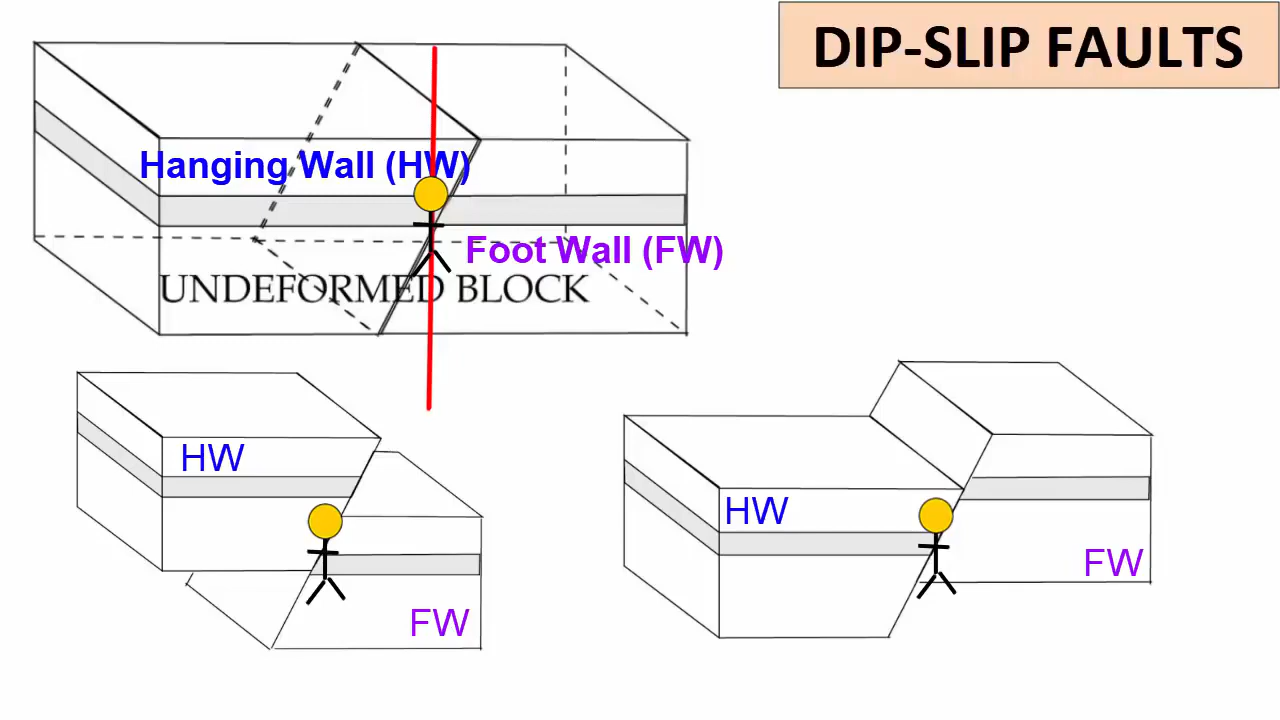 DIP-SLIP FAULTS
Hanging Wall (HW)
Foot Wall (FW)
UNDEFORMED BLOCK
HW
FW
HW
FW